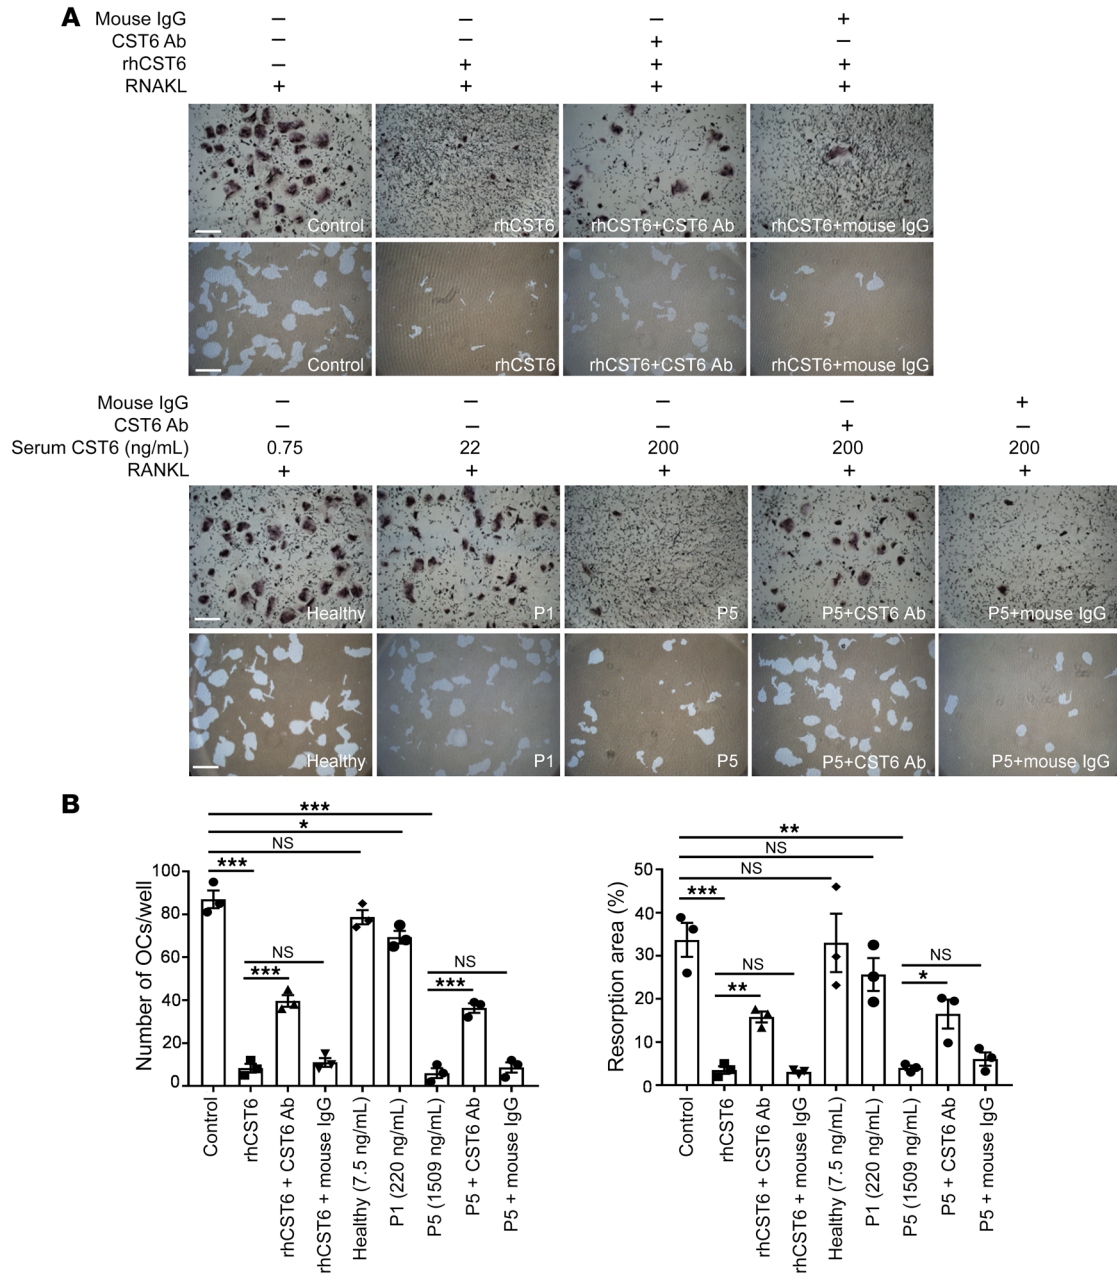 A
Mouse IgG – – – +
CST6 Ab – – + –
rhCST6 – + + +
RNAKL + + + +
Control rhCST6 rhCST6+CST6 Ab rhCST6+mouse IgG
Control rhCST6 rhCST6+CST6 Ab rhCST6+mouse IgG
Mouse IgG – – – – +
CST6 Ab – – – + –
Serum CST6 (ng/mL) 0.75 22 200 200 200
RANKL + + + + +
Healthy P1 P5 P5+CST6 Ab P5+mouse IgG
Healthy P1 P5 P5+CST6 Ab P5+mouse IgG
B
Number of OCs/well
100
80
60
40
20
0
***
*
NS
***
NS
***
NS
***
Control
rhCST6
rhCST6 + CST6 Ab
rhCST6 + mouse IgG
Healthy (7.5 ng/mL)
P1 (220 ng/mL)
P5 (1509 ng/mL)
P5 + CST6 Ab
P5 + mouse IgG
Resorption area (%)
50
40
30
20
10
0
**
NS
NS
***
NS
**
NS
*
Control
rhCST6
rhCST6 + CST6 Ab
rhCST6 + mouse IgG
Healthy (7.5 ng/mL)
P1 (220 ng/mL)
P5 (1509 ng/mL)
P5 + CST6 Ab
P5 + mouse IgG